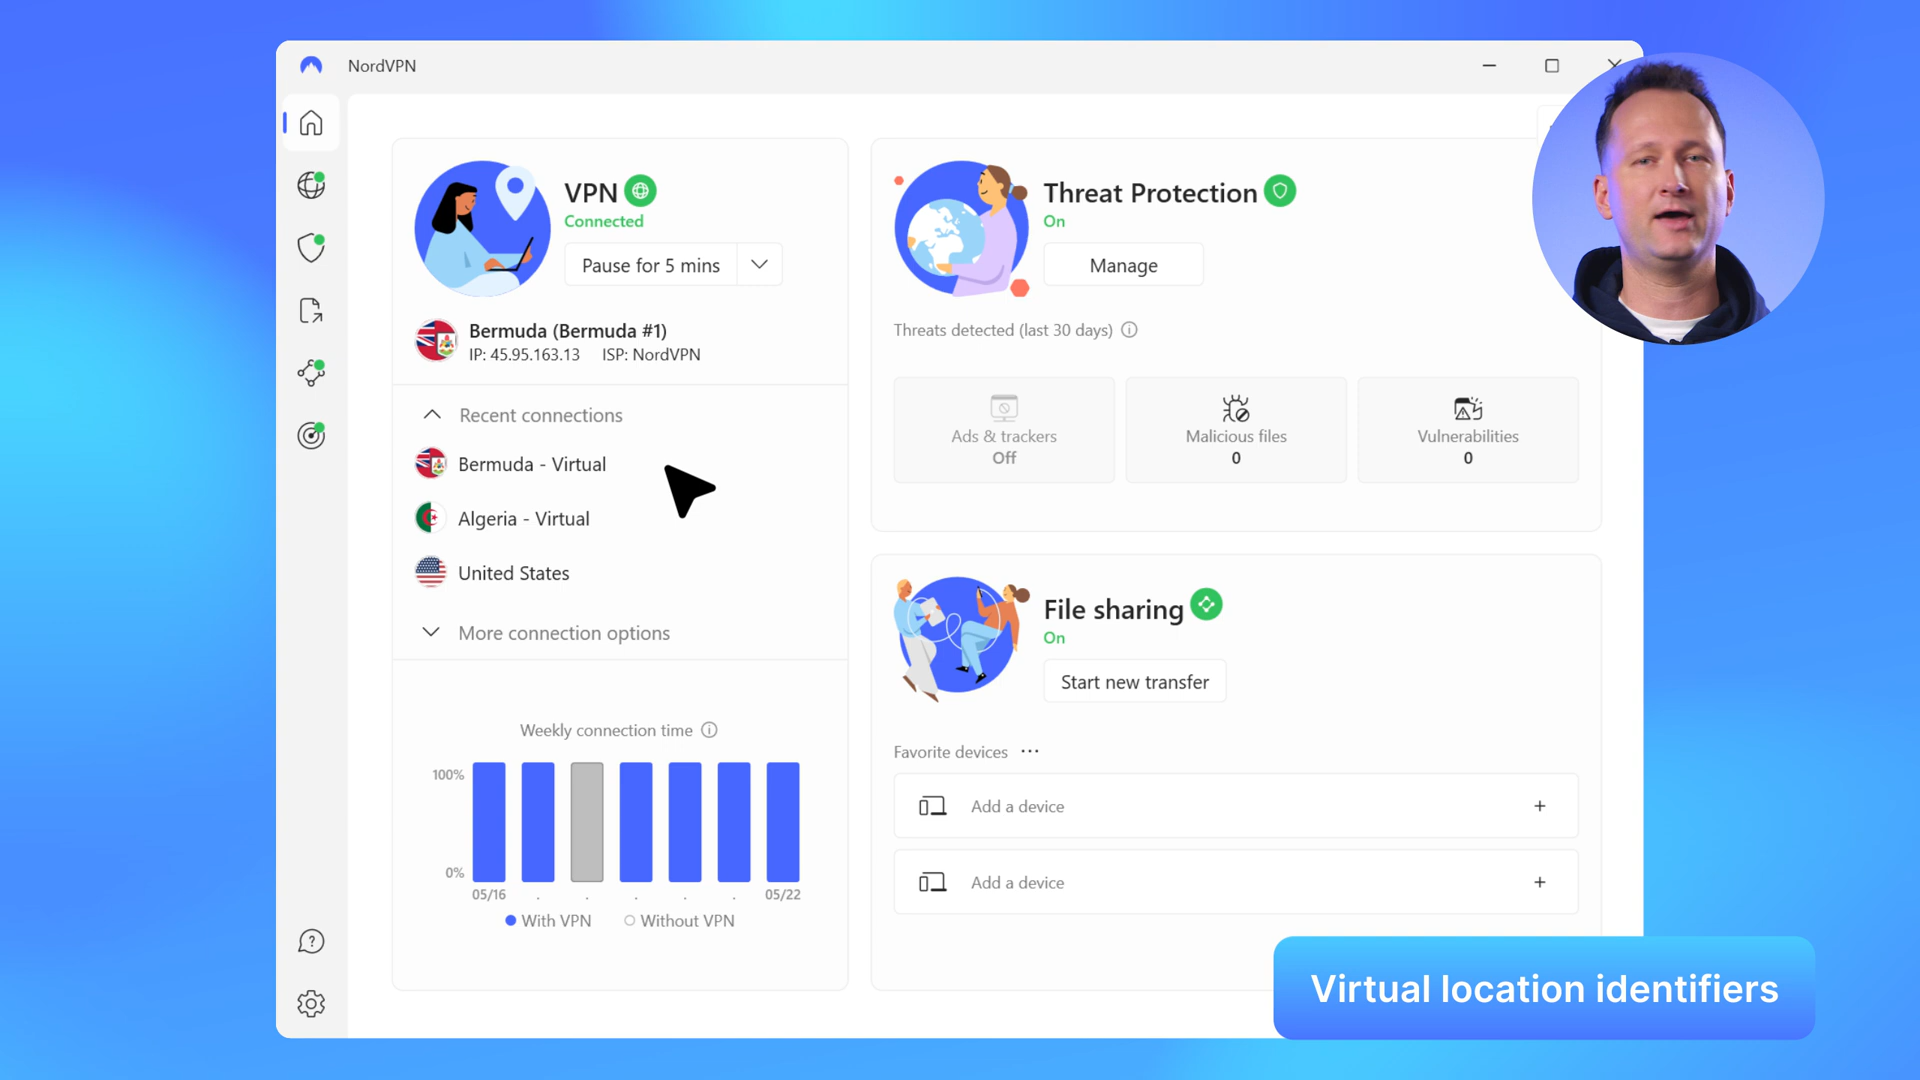 NordVPN
VPN
Connected
Pause for 5 mins
Bermuda (Bermuda #1)
IP: 45.95.163.13 ISP: NordVPN
Recent connections
Bermuda - Virtual
Algeria - Virtual
United States
More connection options
Weekly connection time
100%
0%
05/16 . . . . . 05/22
With VPN Without VPN
Threat Protection
On
Manage
Threats detected (last 30 days)
Ads & trackers
Off
Malicious files
0
Vulnerabilities
0
File sharing
On
Start new transfer
Favorite devices ...
Add a device +
Add a device +
Virtual location identifiers